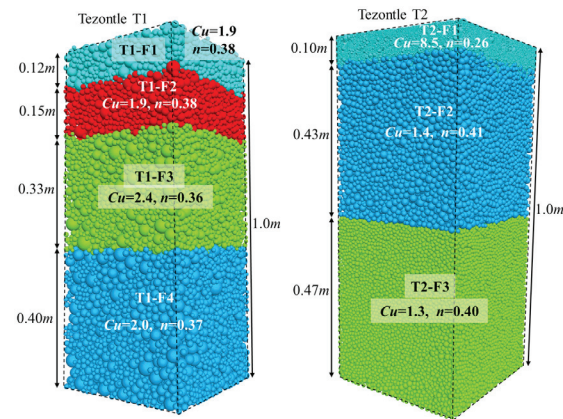 Tezontle T1
Cu=1.9
n=0.38
T1-F1
0.12m
T1-F2
Cu=1.9, n=0.38
0.15m
T1-F3
Cu=2.4, n=0.36
0.33m
1.0m
T1-F4
Cu=2.0, n=0.37
0.40m
Tezontle T2
T2-F1
Cu=8.5, n=0.26
0.10m
T2-F2
Cu=1.4, n=0.41
0.43m
1.0m
T2-F3
Cu=1.3, n=0.40
0.47m